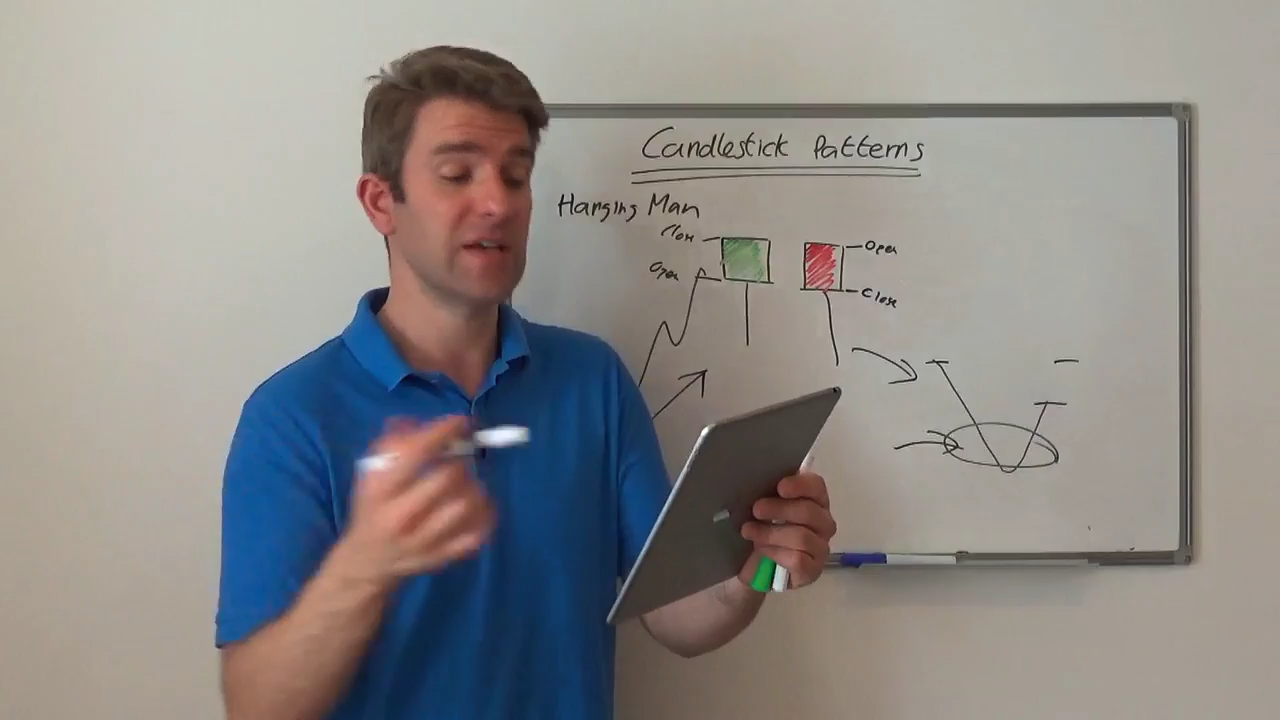 Candlestick Patterns
Hanging Man
Close
Open
Open
Close